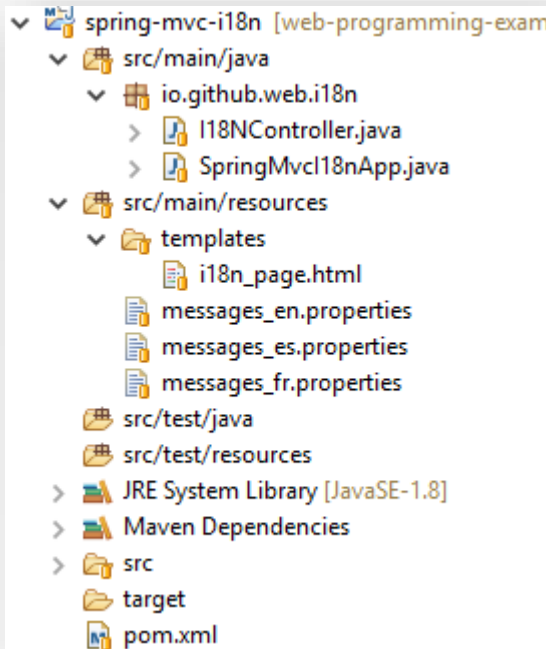 spring-mvc-i18n [web-programming-exam
src/main/java
io.github.web.i18n
I18NController.java
SpringMvcI18nApp.java
src/main/resources
templates
i18n_page.html
messages_en.properties
messages_es.properties
messages_fr.properties
src/test/java
src/test/resources
JRE System Library [JavaSE-1.8]
Maven Dependencies
src
target
pom.xml